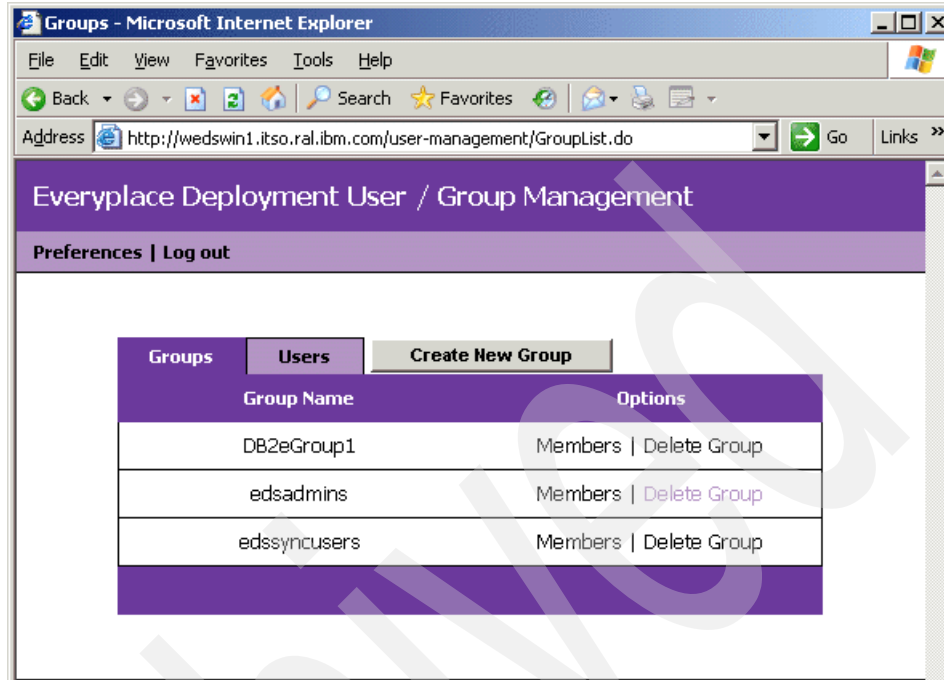 Groups - Microsoft Internet Explorer
File Edit View Favorites Tools Help
Back Search Favorites
Address http://wedswin1.itso.ral.ibm.com/user-management/GroupList.do Go Links »
Everyplace Deployment User / Group Management
Preferences | Log out
Groups Users Create New Group
Group Name Options
DB2eGroup1 Members | Delete Group
edsadmins Members | Delete Group
edssyncusers Members | Delete Group